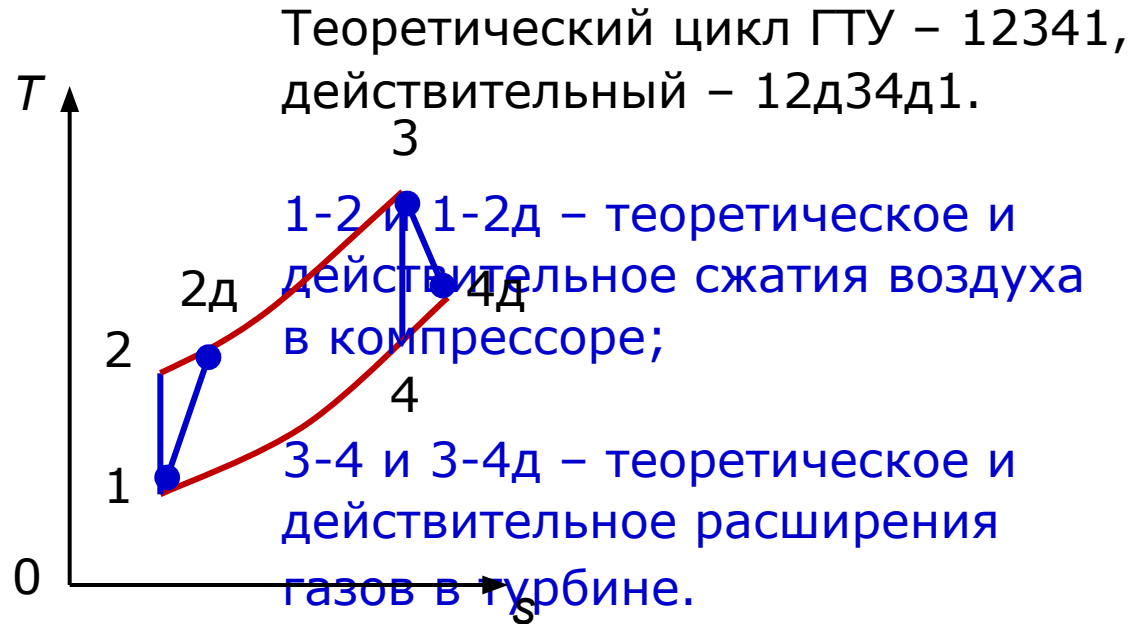 Теоретический цикл ГТУ – 12341,
действительный – 12д34д1.
T
3
1-2 и 1-2д – теоретическое и
действительное сжатия воздуха
в компрессоре;
2д
4д
2
4
1
3-4 и 3-4д – теоретическое и
действительное расширения
газов в турбине.
0
s